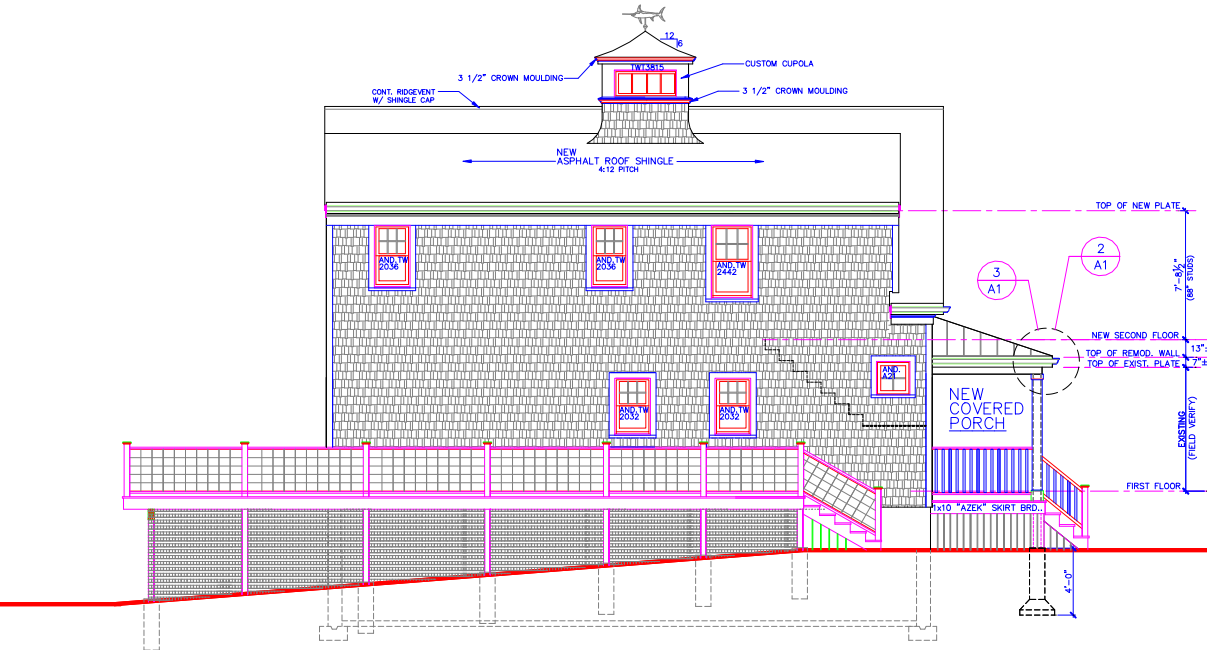 12
6
TWT3815
CUSTOM CUPOLA
3 1/2" CROWN MOULDING
3 1/2" CROWN MOULDING
CONT. RIDGEVENT
W/ SHINGLE CAP
NEW
ASPHALT ROOF SHINGLE
4:12 PITCH
TOP OF NEW PLATE
AND.TW
2036
AND.TW
2036
AND.TW
2442
2
A1
3
A1
7'-8½"
(88" STUDS)
NEW SECOND FLOOR
13"±
TOP OF REMOD. WALL
TOP OF EXIST. PLATE
7"±
AND.
A21
AND.TW
2032
AND.TW
2032
NEW
COVERED
PORCH
EXISTING
(FIELD VERIFY)
FIRST FLOOR
1x10 "AZEK" SKIRT BRD..
4'-0"